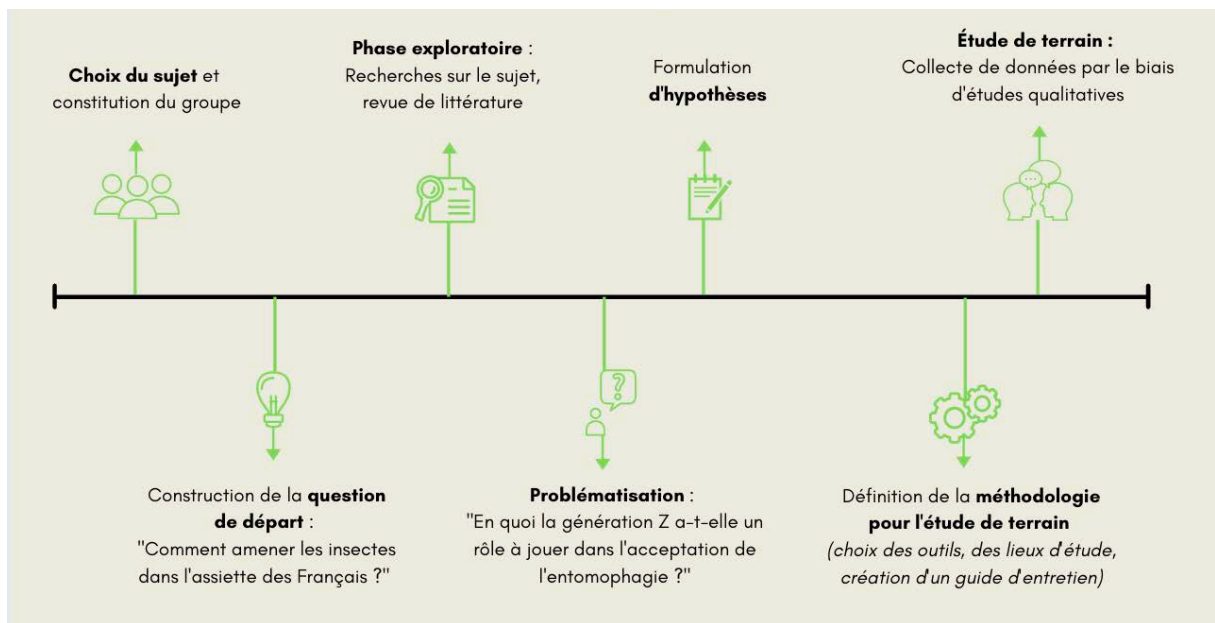 Choix du sujet et
constitution du groupe
Phase exploratoire :
Recherches sur le sujet,
revue de littérature
Formulation
d'hypothèses
Étude de terrain :
Collecte de données par le biais
d'études qualitatives
?
Construction de la question
de départ :
"Comment amener les insectes
dans l'assiette des Français ?"
Problématisation :
"En quoi la génération Z a-t-elle un
rôle à jouer dans l'acceptation de
l'entomophagie ?"
Définition de la méthodologie
pour l'étude de terrain
(choix des outils, des lieux d'étude,
création d'un guide d'entretien)